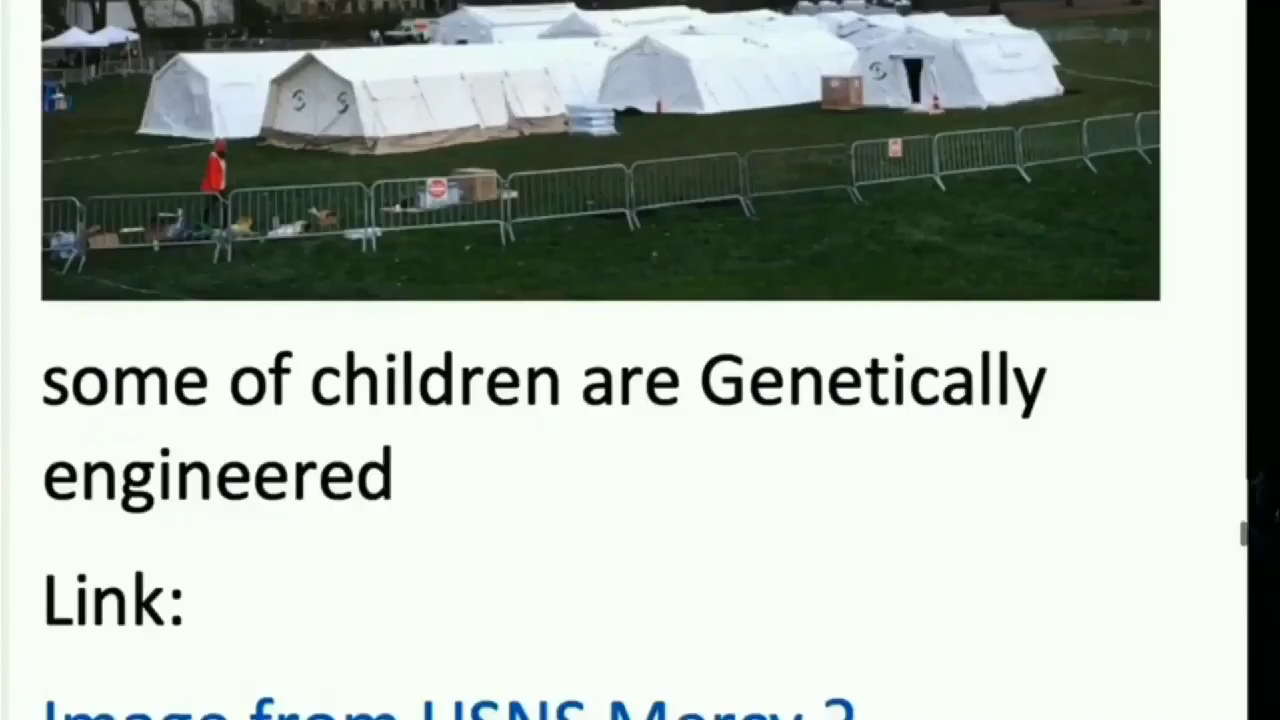 some of children are Genetically
engineered
Link:
Image from USNS Mercy ?